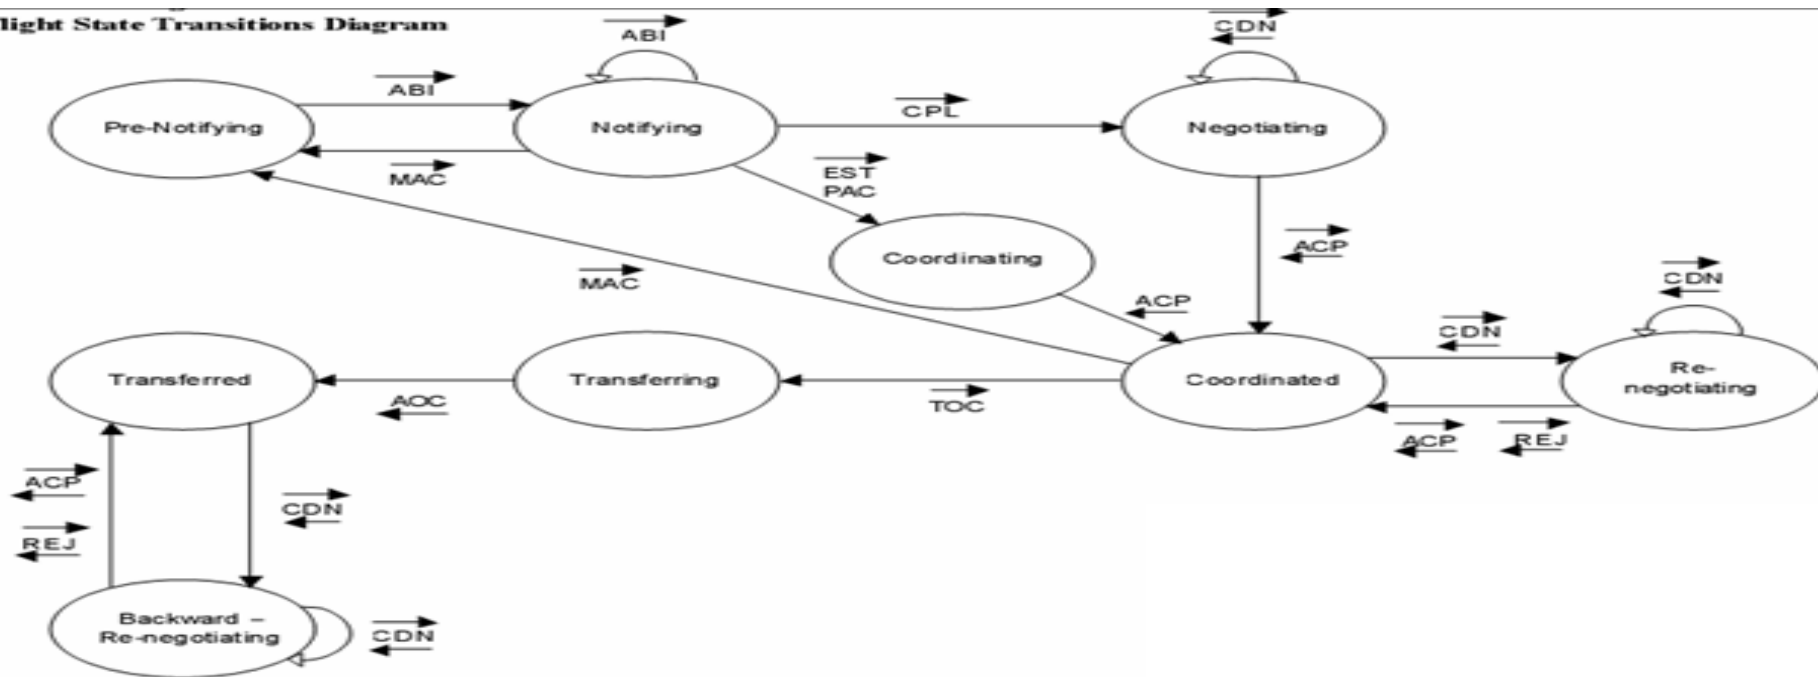 light State Transitions Diagram
ABI
CDN
ABI
CPL
Pre-Notifying
Notifying
Negotiating
MAC
EST
PAC
ACP
Coordinating
MAC
CDN
ACP
CDN
Transferred
Transferring
Coordinated
Re-
negotiating
AOC
TOC
ACP
REJ
ACP
CDN
REJ
Backward –
Re-negotiating
CDN